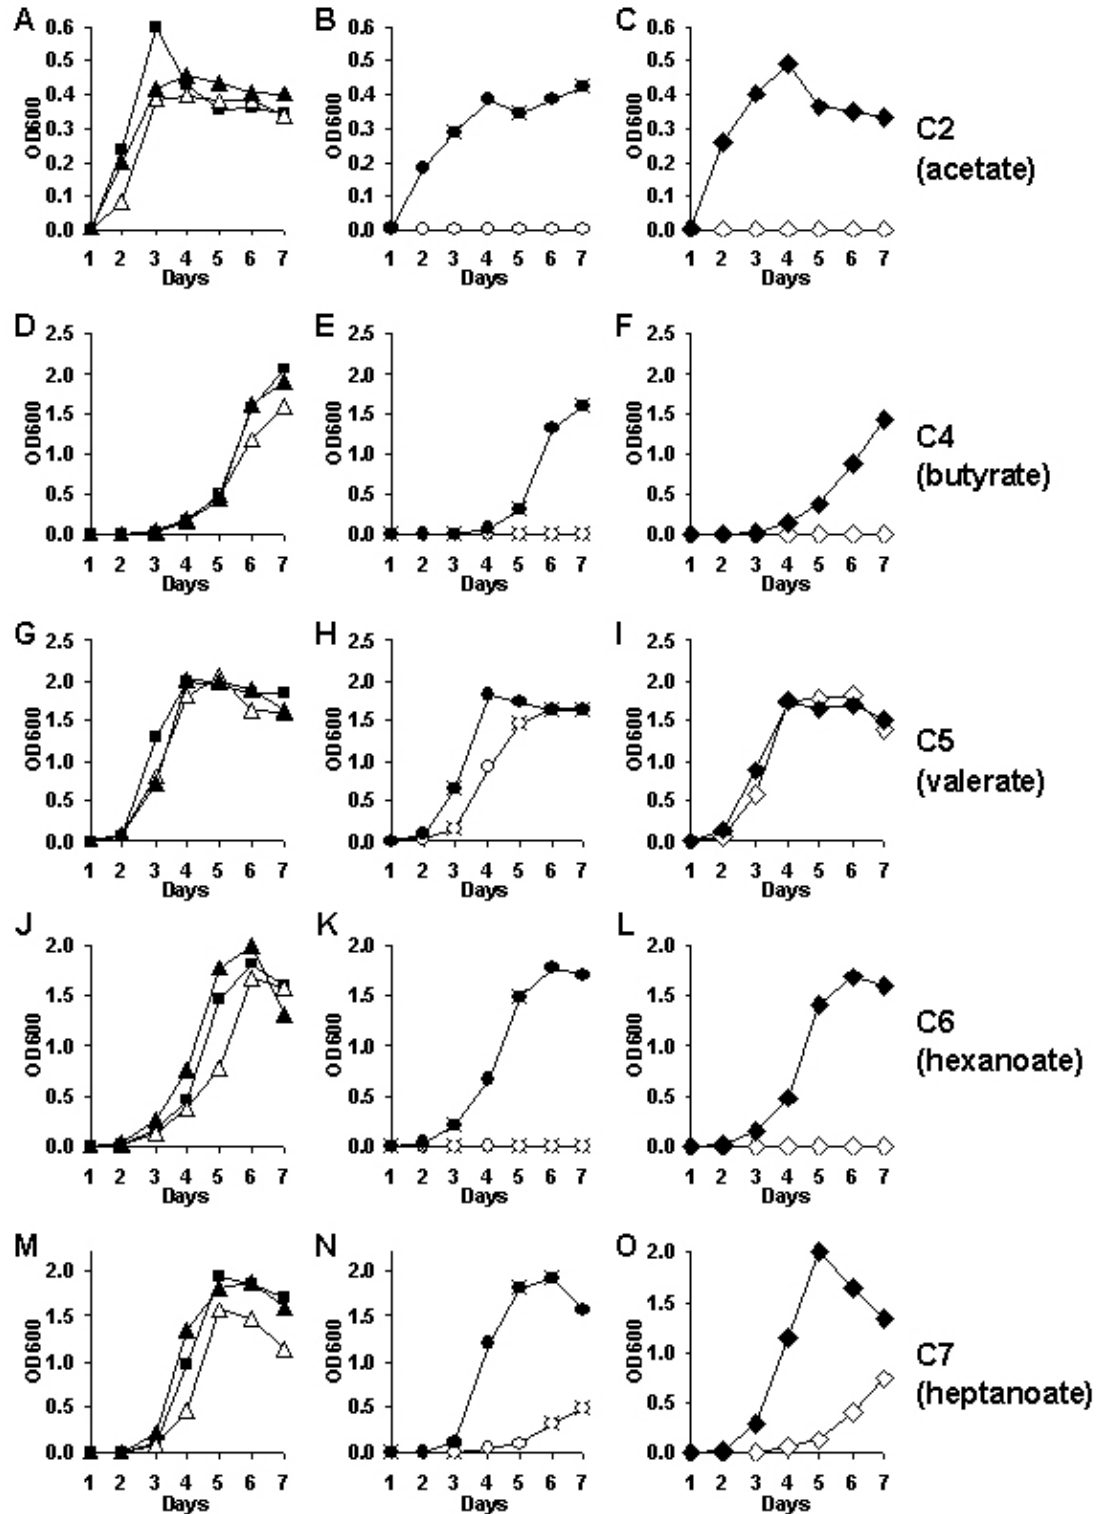 A B C
0.6 0.6 0.6
0.5 0.5 0.5
0.4 0.4 0.4
0.3 0.3 0.3
0.2 0.2 0.2
0.1 0.1 0.1
0.0 0.0 0.0
OD600 OD600 OD600
1 2 3 4 5 6 7 1 2 3 4 5 6 7 1 2 3 4 5 6 7
Days Days Days
C2
(acetate)
D E F
2.5 2.5 2.5
2.0 2.0 2.0
1.5 1.5 1.5
1.0 1.0 1.0
0.5 0.5 0.5
0.0 0.0 0.0
OD600 OD600 OD600
1 2 3 4 5 6 7 1 2 3 4 5 6 7 1 2 3 4 5 6 7
Days Days Days
C4
(butyrate)
G H I
2.5 2.5 2.5
2.0 2.0 2.0
1.5 1.5 1.5
1.0 1.0 1.0
0.5 0.5 0.5
0.0 0.0 0.0
OD600 OD600 OD600
1 2 3 4 5 6 7 1 2 3 4 5 6 7 1 2 3 4 5 6 7
Days Days Days
C5
(valerate)
J K L
2.0 2.0 2.0
1.5 1.5 1.5
1.0 1.0 1.0
0.5 0.5 0.5
0.0 0.0 0.0
OD600 OD600 OD600
1 2 3 4 5 6 7 1 2 3 4 5 6 7 1 2 3 4 5 6 7
Days Days Days
C6
(hexanoate)
M N O
2.0 2.0 2.0
1.5 1.5 1.5
1.0 1.0 1.0
0.5 0.5 0.5
0.0 0.0 0.0
OD600 OD600 OD600
1 2 3 4 5 6 7 1 2 3 4 5 6 7 1 2 3 4 5 6 7
Days Days Days
C7
(heptanoate)